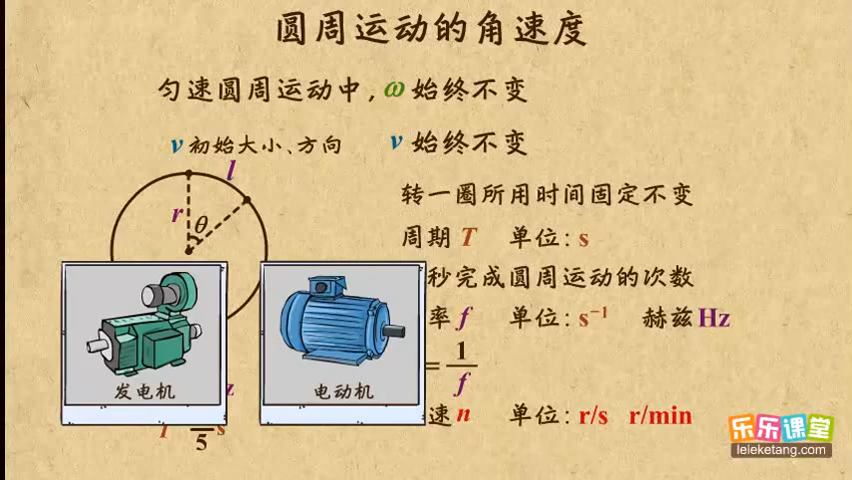 圆周运动的角速度
匀速圆周运动中，ω 始终不变
v 初始大小、方向 v 始终不变
l
r θ
转一圈所用时间固定不变
周期 T 单位：s
秒完成圆周运动的次数
率 f 单位：s⁻¹ 赫兹 Hz
= 1/f
速 n 单位：r/s r/min
发电机 电动机
z
5 s
乐乐课堂
leleketang.com